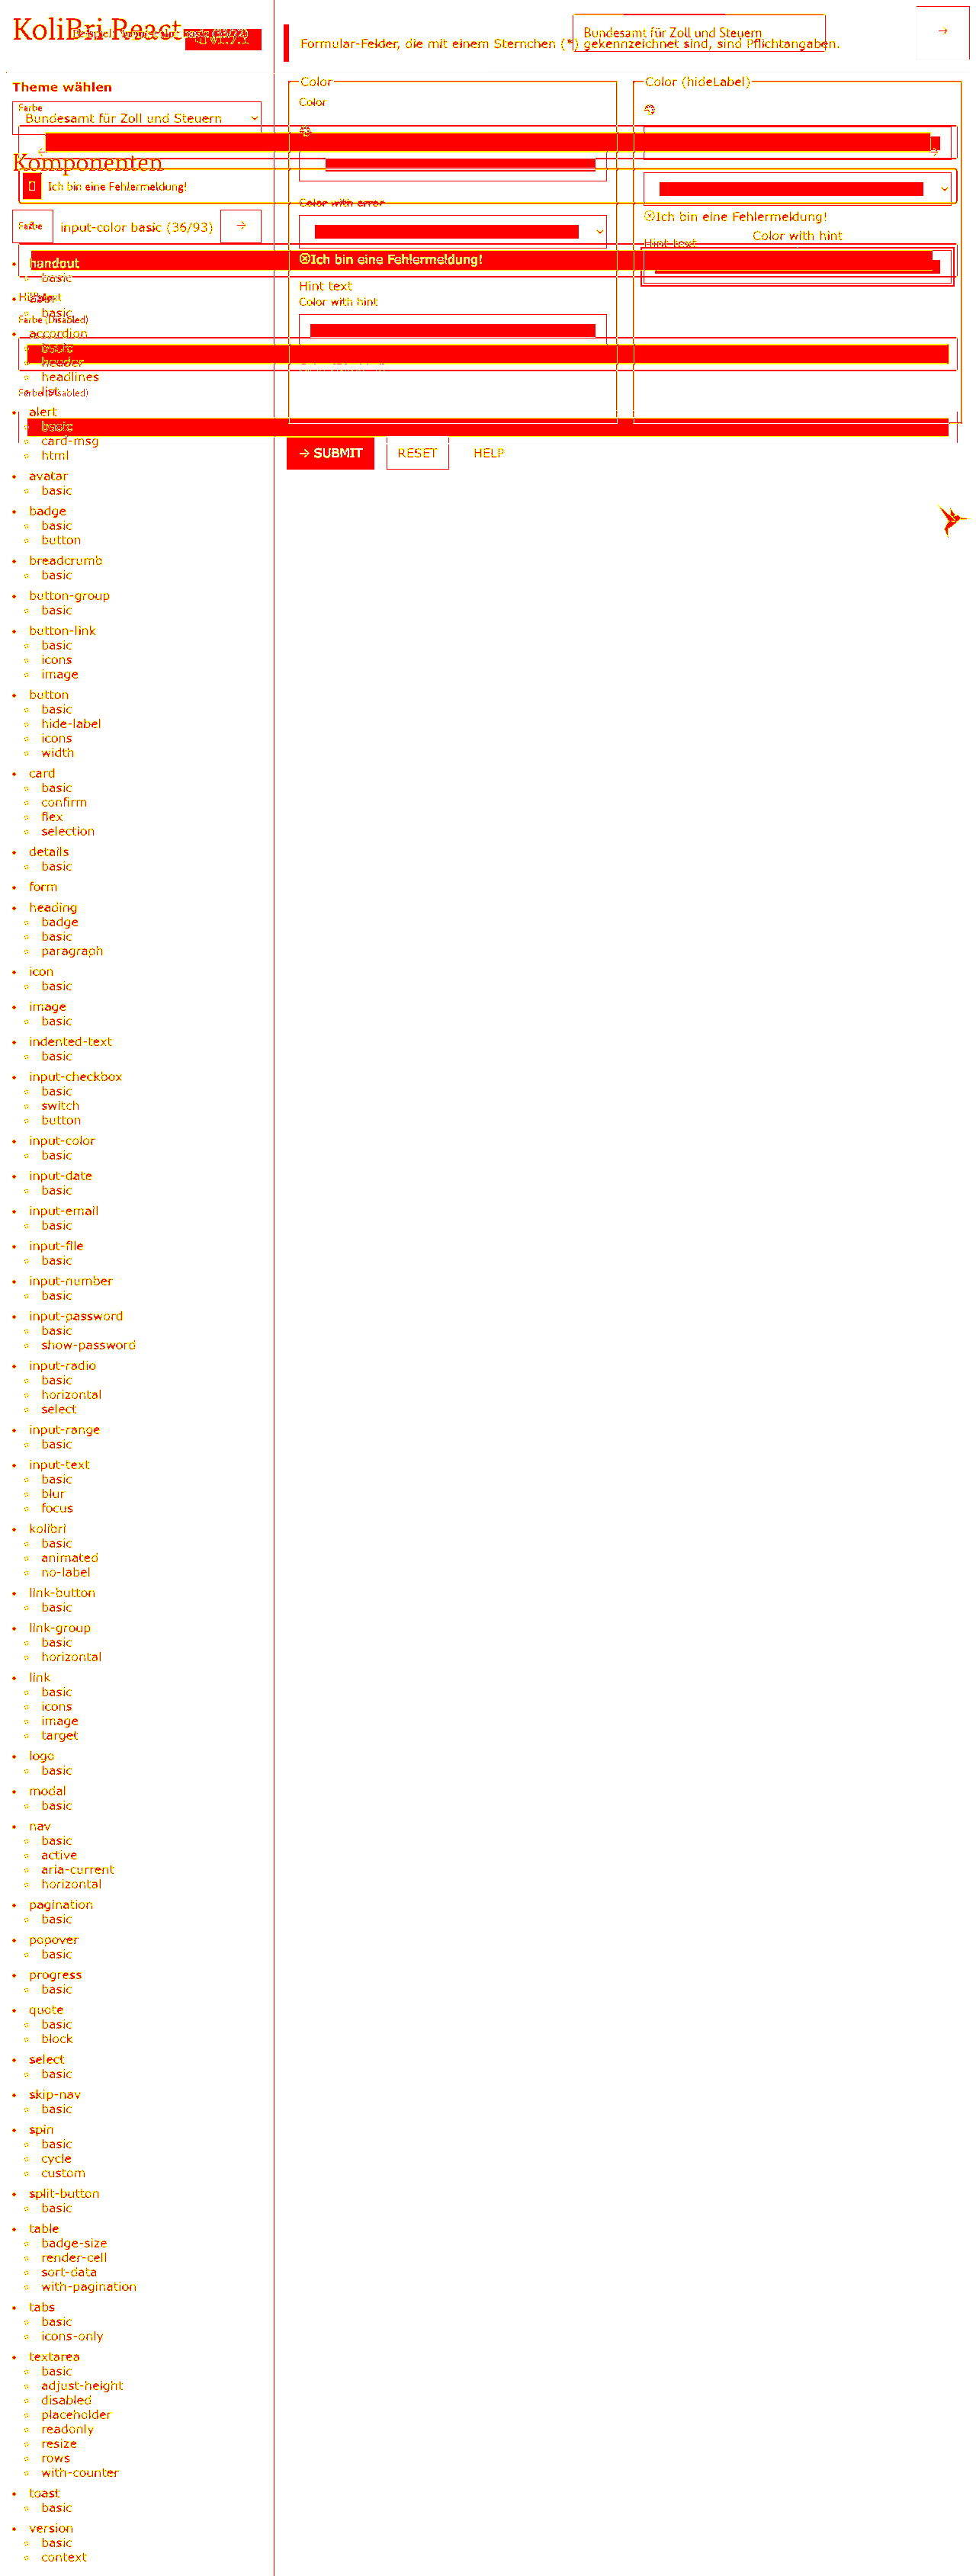 KoliBri React
Bundesamt für Zoll und Steuern
Formular-Felder, die mit einem Sternchen (*) gekennzeichnet sind, sind Pflichtangaben.
Theme wählen
Farbe
Bundesamt für Zoll und Steuern
Komponenten
Ich bin eine Fehlermeldung!
input-color basic (36/93)
Color
Color
Color with error
Ich bin eine Fehlermeldung!
Hint text
Color with hint
Color (hideLabel)
Ich bin eine Fehlermeldung!
Color with hint
Hint text
SUBMIT
RESET
HELP
handout
basic
basic
Farbe (Disabled)
accordion
header
headlines
list
Farbe (Disabled)
alert
basic
card-msg
html
avatar
basic
badge
basic
button
breadcrumb
basic
button-group
basic
button-link
basic
icons
image
button
basic
hide-label
icons
width
card
basic
confirm
flex
selection
details
basic
form
heading
badge
basic
paragraph
icon
basic
image
basic
indented-text
basic
input-checkbox
basic
switch
button
input-color
basic
input-date
basic
input-email
basic
input-file
basic
input-number
basic
input-password
basic
show-password
input-radio
basic
horizontal
select
input-range
basic
input-text
basic
blur
focus
kolibri
basic
animated
no-label
link-button
basic
link-group
basic
horizontal
link
basic
icons
image
target
logo
basic
modal
basic
nav
basic
active
aria-current
horizontal
pagination
basic
popover
basic
progress
basic
quote
basic
block
select
basic
skip-nav
basic
spin
basic
cycle
custom
split-button
basic
table
badge-size
render-cell
sort-data
with-pagination
tabs
basic
icons-only
textarea
basic
adjust-height
disabled
placeholder
readonly
resize
rows
with-counter
toast
basic
version
basic
context